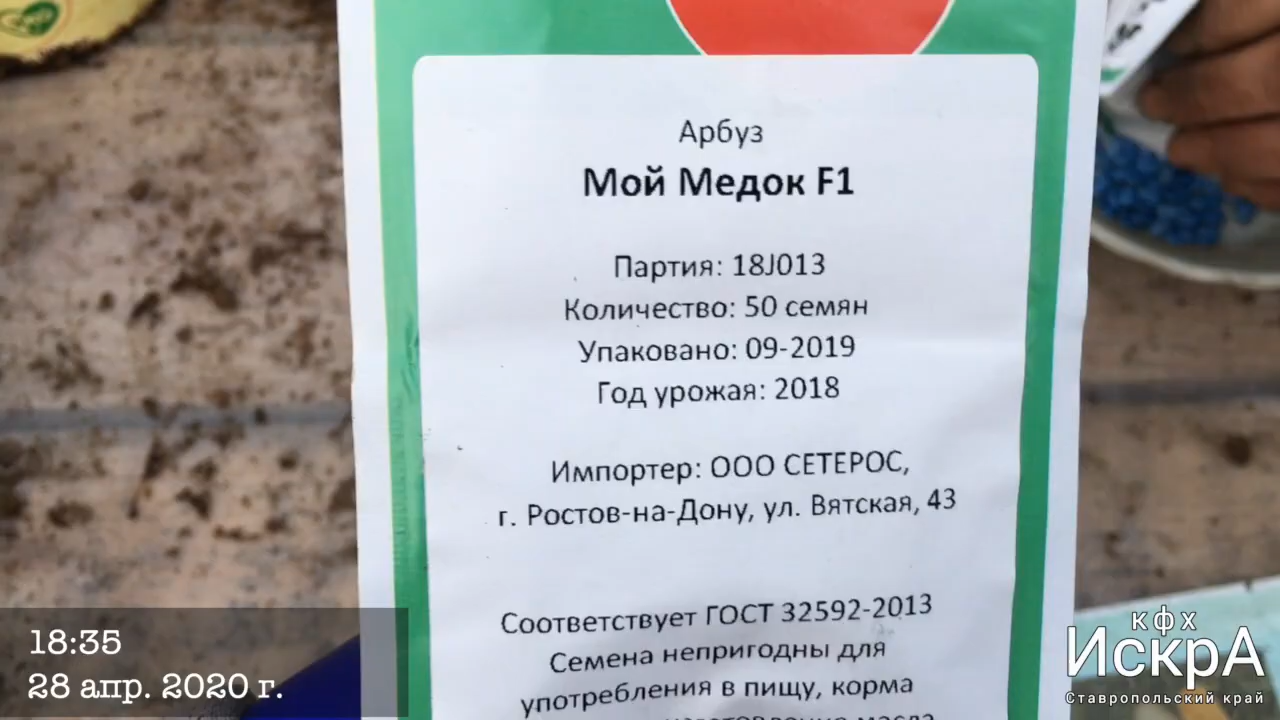 Арбуз
Мой Медок F1
Партия: 18J013
Количество: 50 семян
Упаковано: 09-2019
Год урожая: 2018
Импортер: ООО СЕТЕРОС,
г. Ростов-на-Дону, ул. Вятская, 43
Соответствует ГОСТ 32592-2013
Семена непригодны для
употребления в пищу, корма
18:35
28 апр. 2020 г.
кфх
ИскрА
Ставропольский край